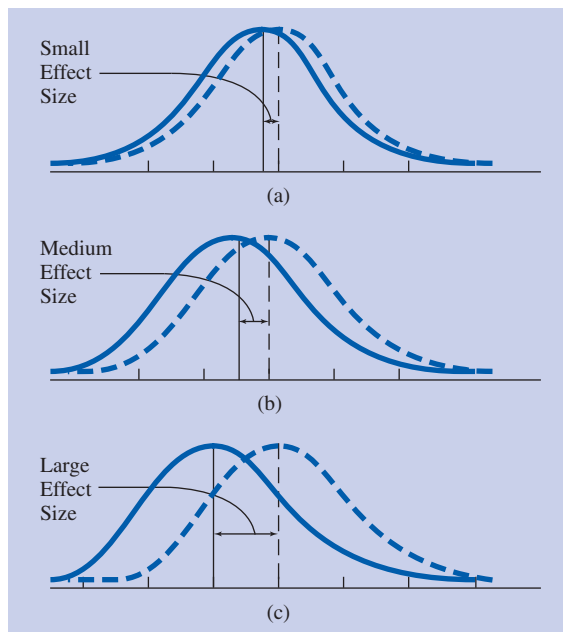 Small
Effect
Size
(a)
Medium
Effect
Size
(b)
Large
Effect
Size
(c)